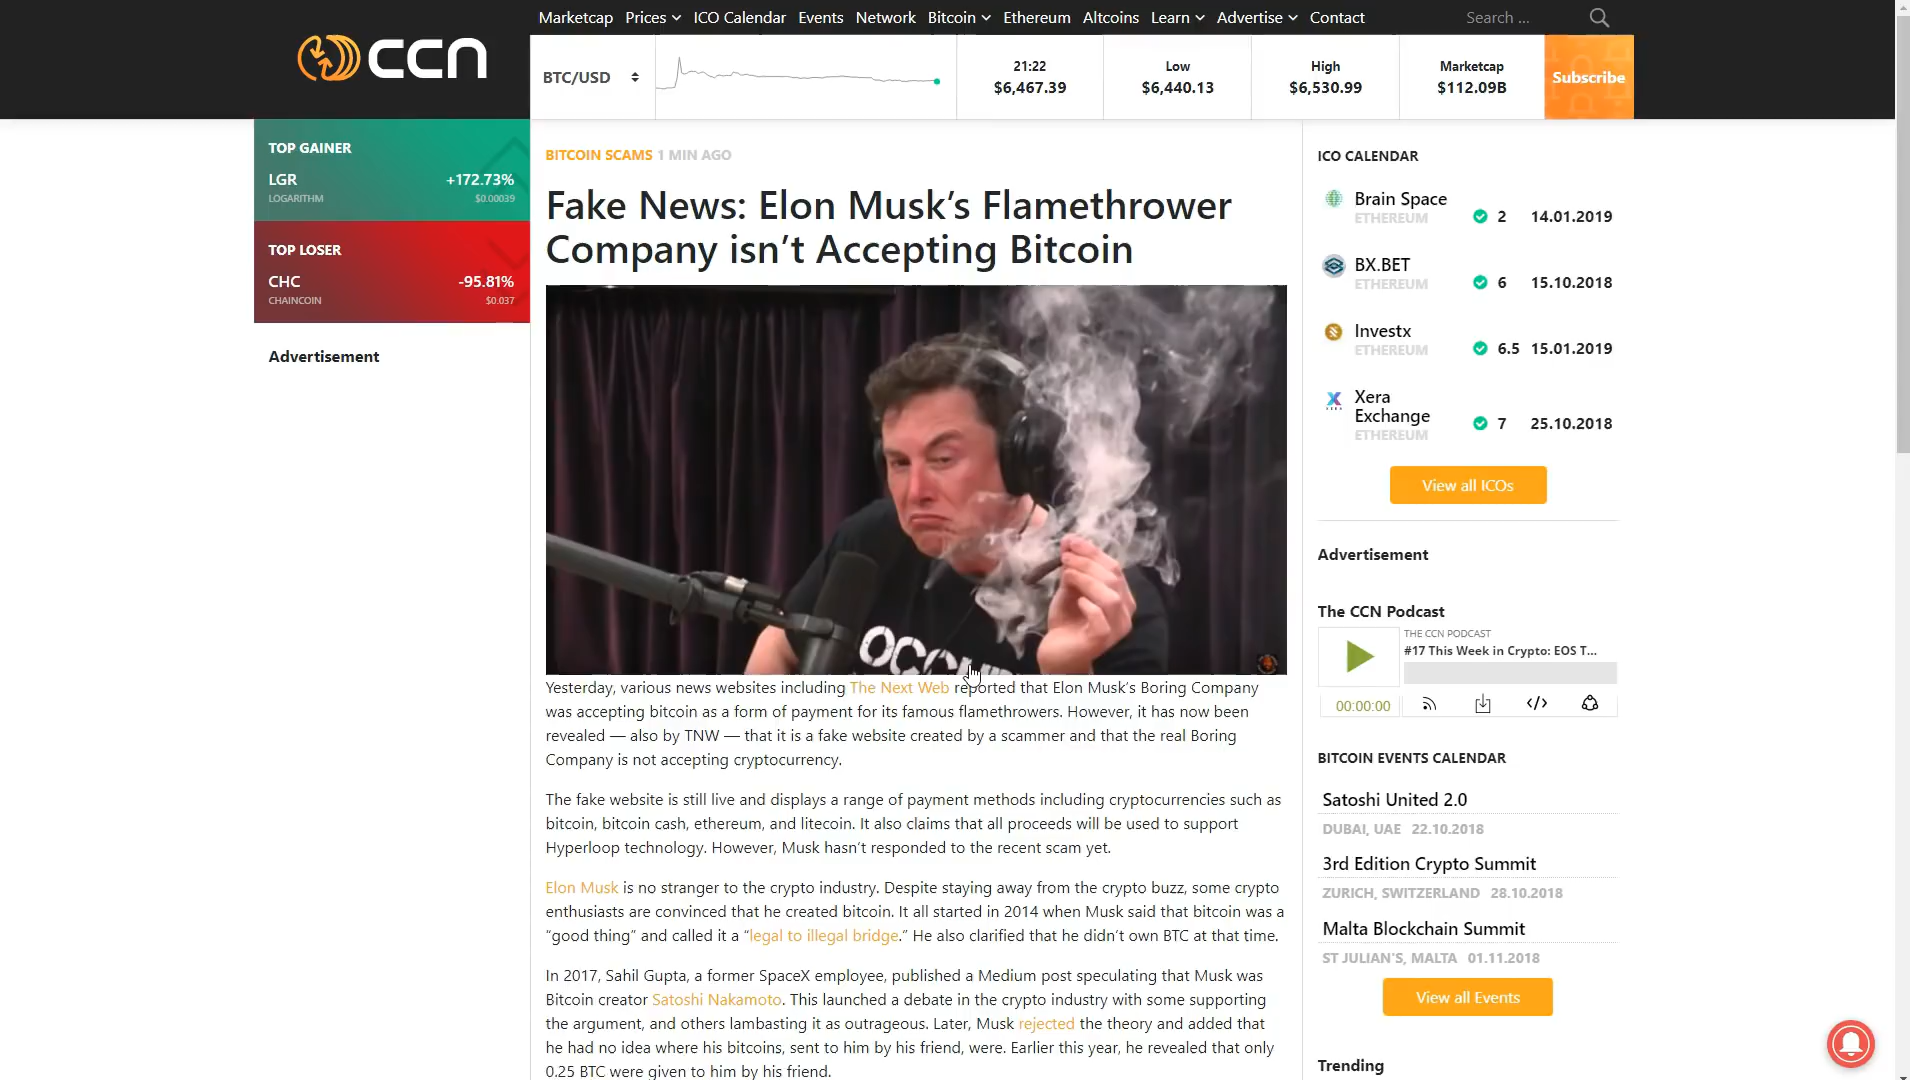 Marketcap Prices ICO Calendar Events Network Bitcoin Ethereum Altcoins Learn Advertise Contact Search ...
CCN
BTC/USD
21:22
$6,467.39
Low
$6,440.13
High
$6,530.99
Marketcap
$112.09B
Subscribe
TOP GAINER
LGR +172.73%
LOGARITHM $0.00039
TOP LOSER
CHC -95.81%
CHAINCOIN $0.037
Advertisement
BITCOIN SCAMS 1 MIN AGO
Fake News: Elon Musk’s Flamethrower
Company isn’t Accepting Bitcoin
Yesterday, various news websites including The Next Web reported that Elon Musk’s Boring Company
was accepting bitcoin as a form of payment for its famous flamethrowers. However, it has now been
revealed — also by TNW — that it is a fake website created by a scammer and that the real Boring
Company is not accepting cryptocurrency.
The fake website is still live and displays a range of payment methods including cryptocurrencies such as
bitcoin, bitcoin cash, ethereum, and litecoin. It also claims that all proceeds will be used to support
Hyperloop technology. However, Musk hasn’t responded to the recent scam yet.
Elon Musk is no stranger to the crypto industry. Despite staying away from the crypto buzz, some crypto
enthusiasts are convinced that he created bitcoin. It all started in 2014 when Musk said that bitcoin was a
“good thing” and called it a “legal to illegal bridge.” He also clarified that he didn’t own BTC at that time.
In 2017, Sahil Gupta, a former SpaceX employee, published a Medium post speculating that Musk was
Bitcoin creator Satoshi Nakamoto. This launched a debate in the crypto industry with some supporting
the argument, and others lambasting it as outrageous. Later, Musk rejected the theory and added that
he had no idea where his bitcoins, sent to him by his friend, were. Earlier this year, he revealed that only
0.25 BTC were given to him by his friend.
ICO CALENDAR
Brain Space
ETHEREUM
2 14.01.2019
BX.BET
ETHEREUM
6 15.10.2018
Investx
ETHEREUM
6.5 15.01.2019
Xera
Exchange
ETHEREUM
7 25.10.2018
View all ICOs
Advertisement
The CCN Podcast
THE CCN PODCAST
#17 This Week in Crypto: EOS T...
00:00:00
BITCOIN EVENTS CALENDAR
Satoshi United 2.0
DUBAI, UAE 22.10.2018
3rd Edition Crypto Summit
ZURICH, SWITZERLAND 28.10.2018
Malta Blockchain Summit
ST JULIAN'S, MALTA 01.11.2018
View all Events
Trending